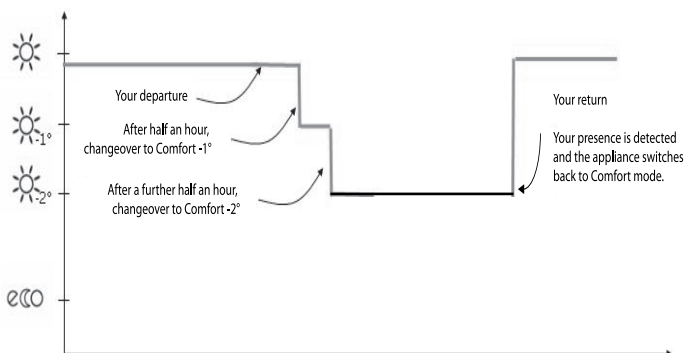 Your departure
Your return
After half an hour,
changeover to Comfort -1°
-1°
Your presence is detected
and the appliance switches
back to Comfort mode.
After a further half an hour,
changeover to Comfort -2°
-2°
eco